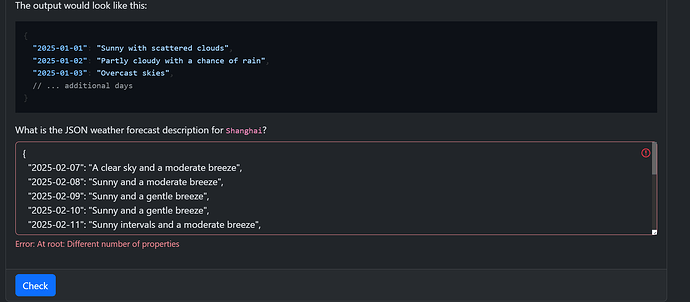 The output would look like this:
{
"2025-01-01": "Sunny with scattered clouds",
"2025-01-02": "Partly cloudy with a chance of rain",
"2025-01-03": "Overcast skies",
// ... additional days
}
What is the JSON weather forecast description for Shanghai?
{
"2025-02-07": "A clear sky and a moderate breeze",
"2025-02-08": "Sunny and a moderate breeze",
"2025-02-09": "Sunny and a gentle breeze",
"2025-02-10": "Sunny and a gentle breeze",
"2025-02-11": "Sunny intervals and a moderate breeze",
Error: At root: Different number of properties
Check